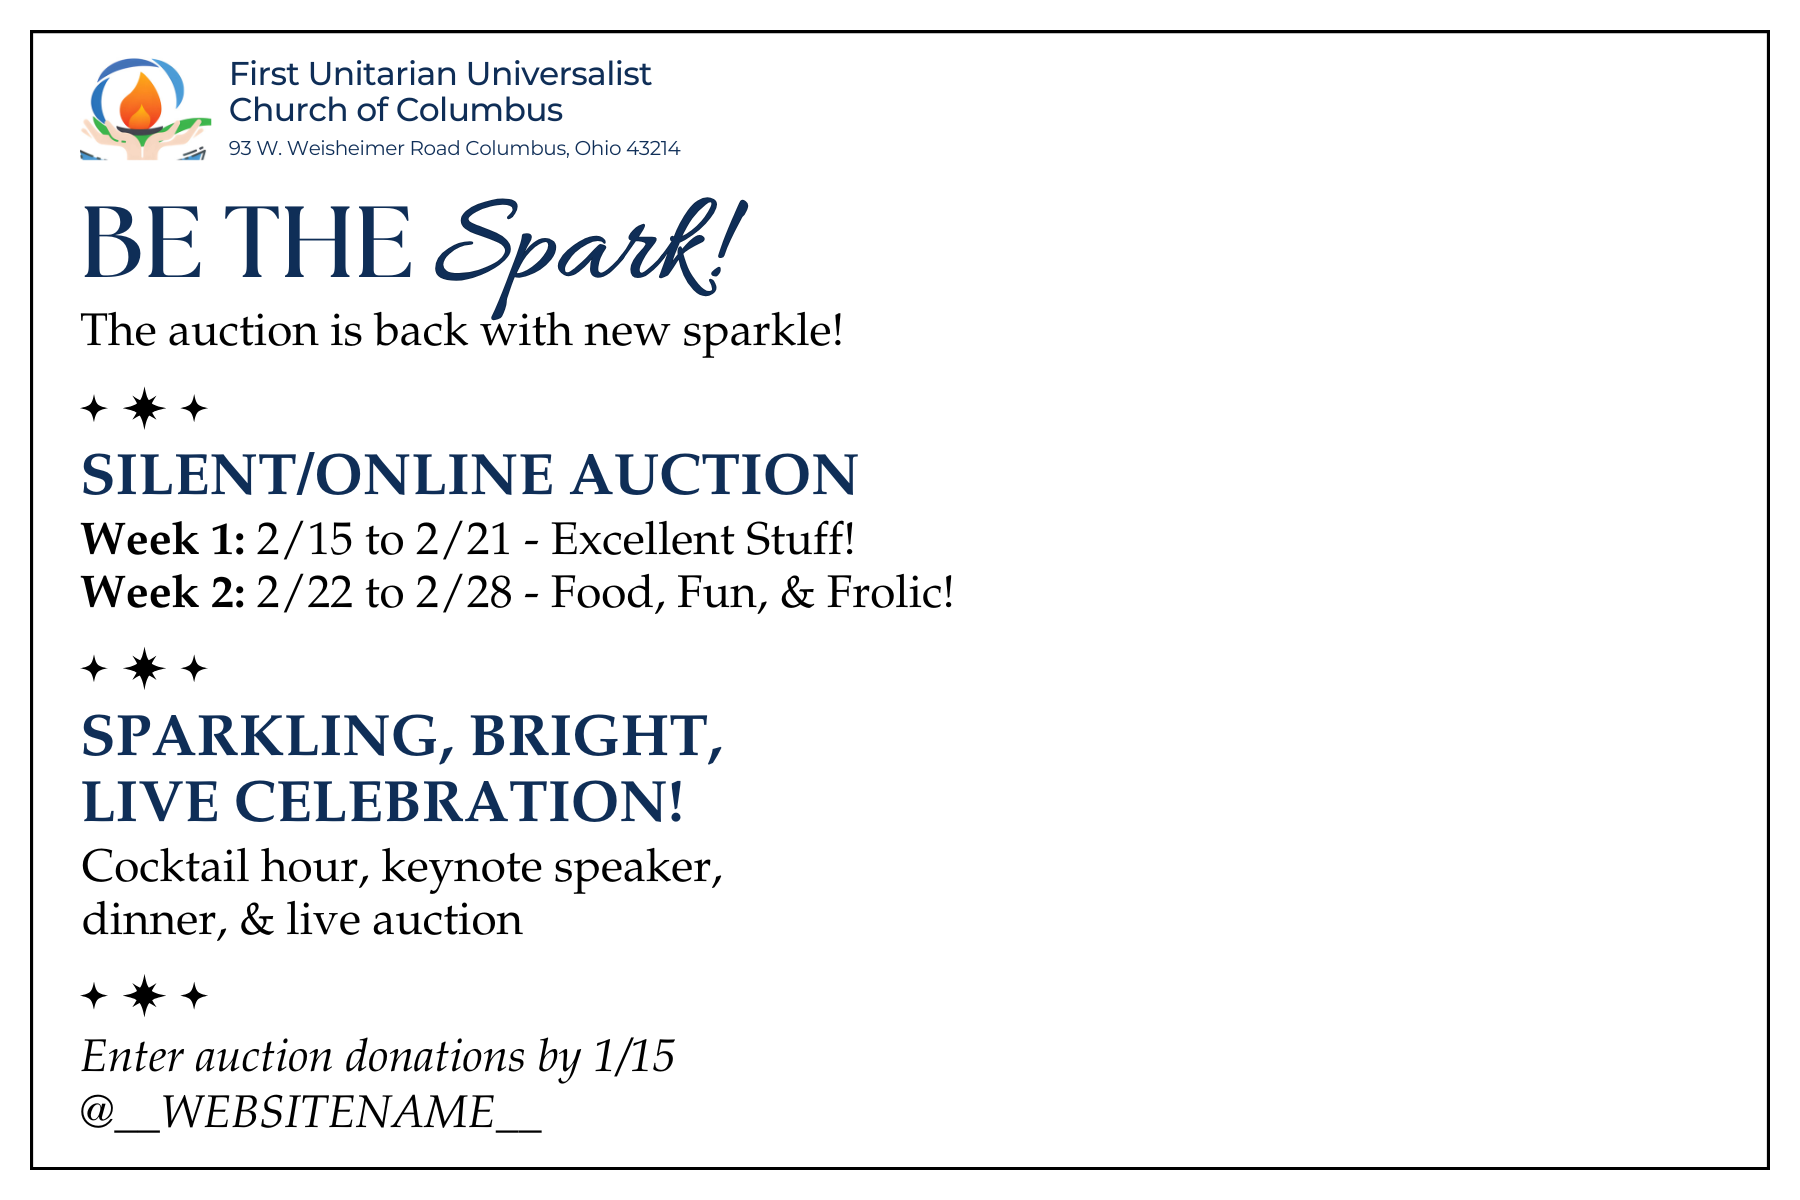 First Unitarian Universalist
Church of Columbus
93 W. Weisheimer Road Columbus, Ohio 43214
BE THE Spark!
The auction is back with new sparkle!
SILENT/ONLINE AUCTION
Week 1: 2/15 to 2/21 - Excellent Stuff!
Week 2: 2/22 to 2/28 - Food, Fun, & Frolic!
SPARKLING, BRIGHT,
LIVE CELEBRATION!
Cocktail hour, keynote speaker,
dinner, & live auction
Enter auction donations by 1/15
@__WEBSITENAME__